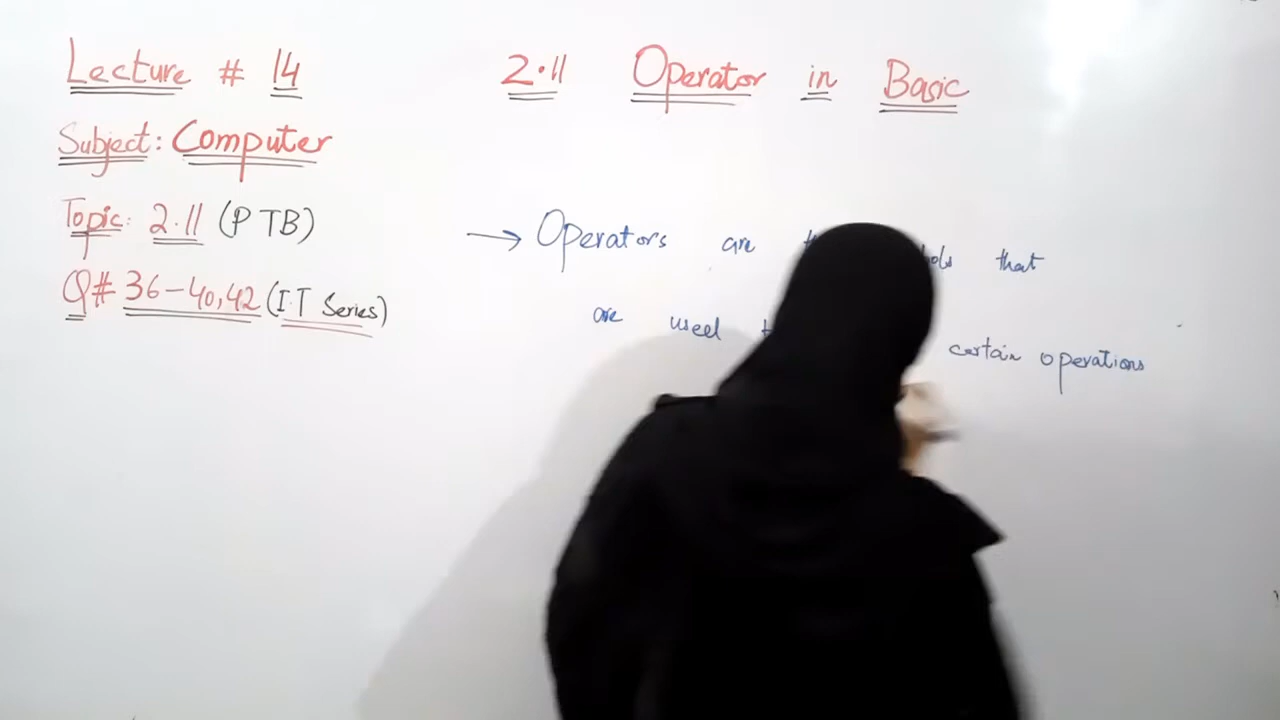 Lecture # 14
Subject: Computer
Topic: 2.11 (P TB)
Q# 36-40,42 (I.T Series)
2.11 Operator in Basic
→ Operators are that
are used certain operations